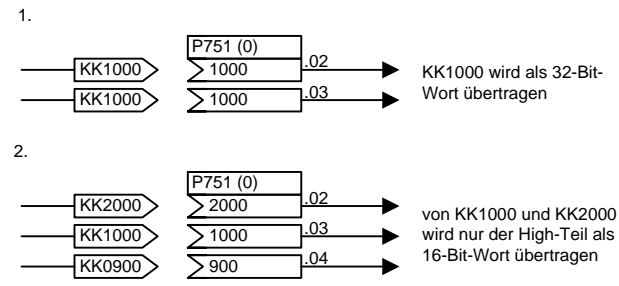 1.
P751 (0)
KK1000 1000 .02
KK1000 1000 .03
KK1000 wird als 32-Bit-
Wort übertragen
2.
P751 (0)
KK2000 2000 .02
KK1000 1000 .03
KK0900 900 .04
von KK1000 und KK2000
wird nur der High-Teil als
16-Bit-Wort übertragen